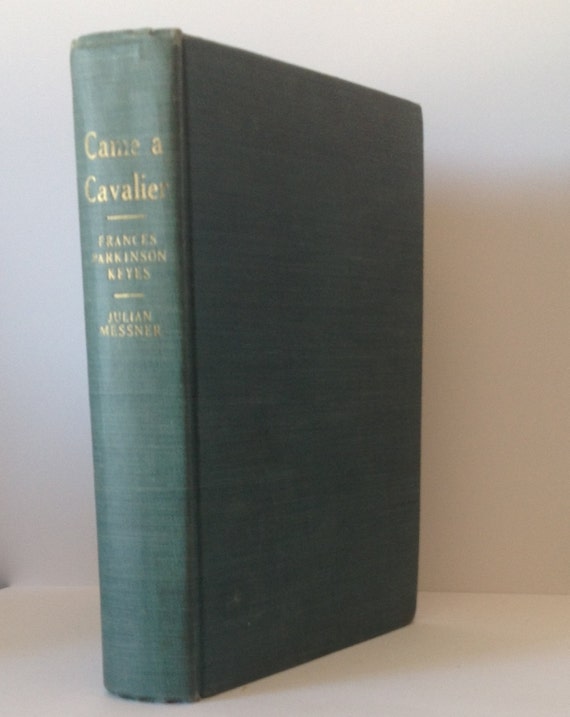 Came a
Cavalier
FRANCES
PARKINSON
KEYES
JULIAN
MESSNER